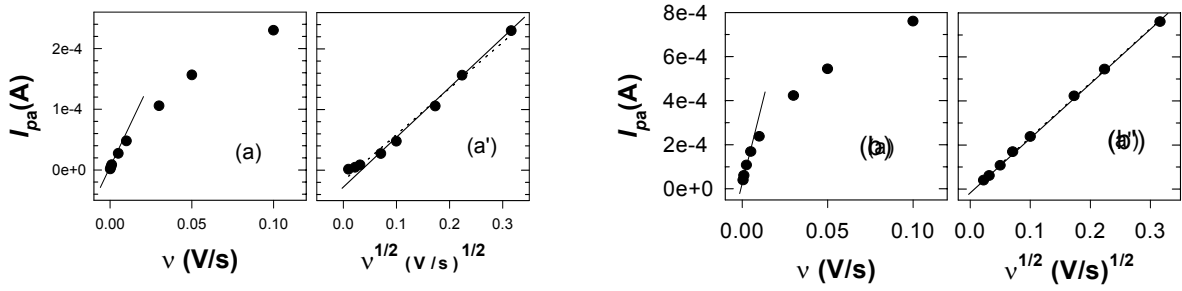 2e-4
1e-4
0e+0
I_pa(A)
(a)
(a')
0.00 0.05 0.10
0.0 0.1 0.2 0.3
ν (V/s)
ν^1/2 (V/s)^1/2
8e-4
6e-4
4e-4
2e-4
0e+0
I_pa(A)
0.00 0.05 0.10
0.0 0.1 0.2 0.3
ν (V/s)
ν^1/2 (V/s)^1/2